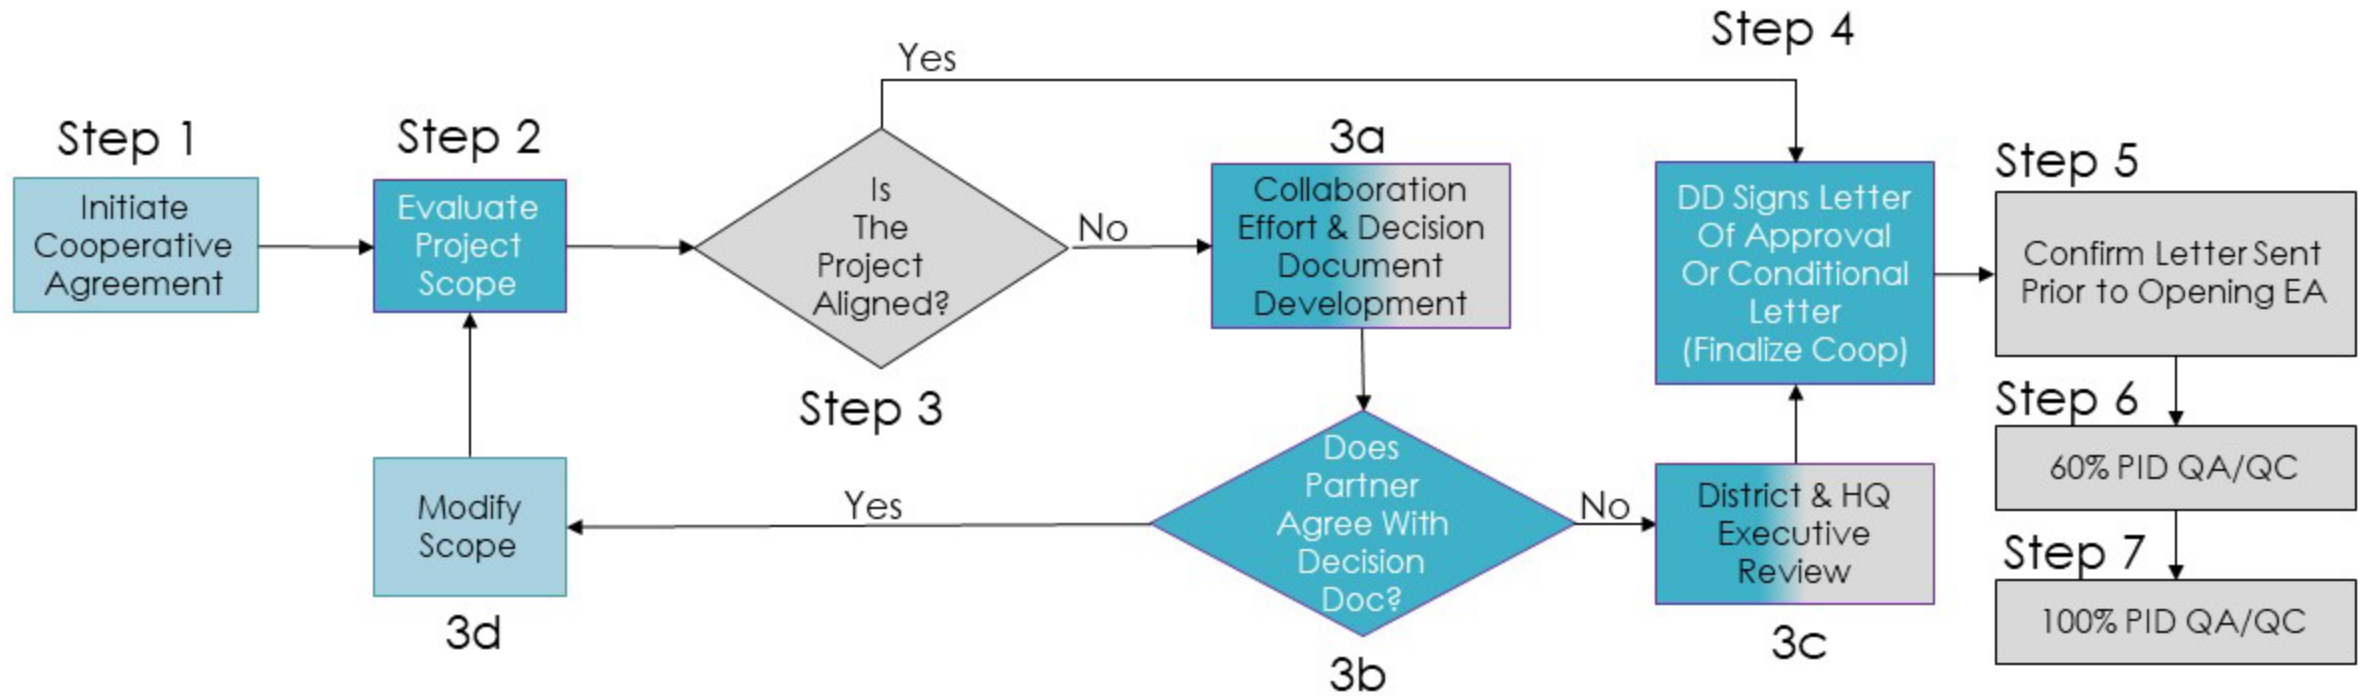 Step 1
Initiate
Cooperative
Agreement
Step 2
Evaluate
Project
Scope
Is
The
Project
Aligned?
Step 3
Yes
No
3a
Collaboration
Effort & Decision
Document
Development
Does
Partner
Agree With
Decision
Doc?
3b
Yes
Modify
Scope
3d
No
District & HQ
Executive
Review
3c
Step 4
DD Signs Letter
Of Approval
Or Conditional
Letter
(Finalize Coop)
Step 5
Confirm Letter Sent
Prior to Opening EA
Step 6
60% PID QA/QC
Step 7
100% PID QA/QC